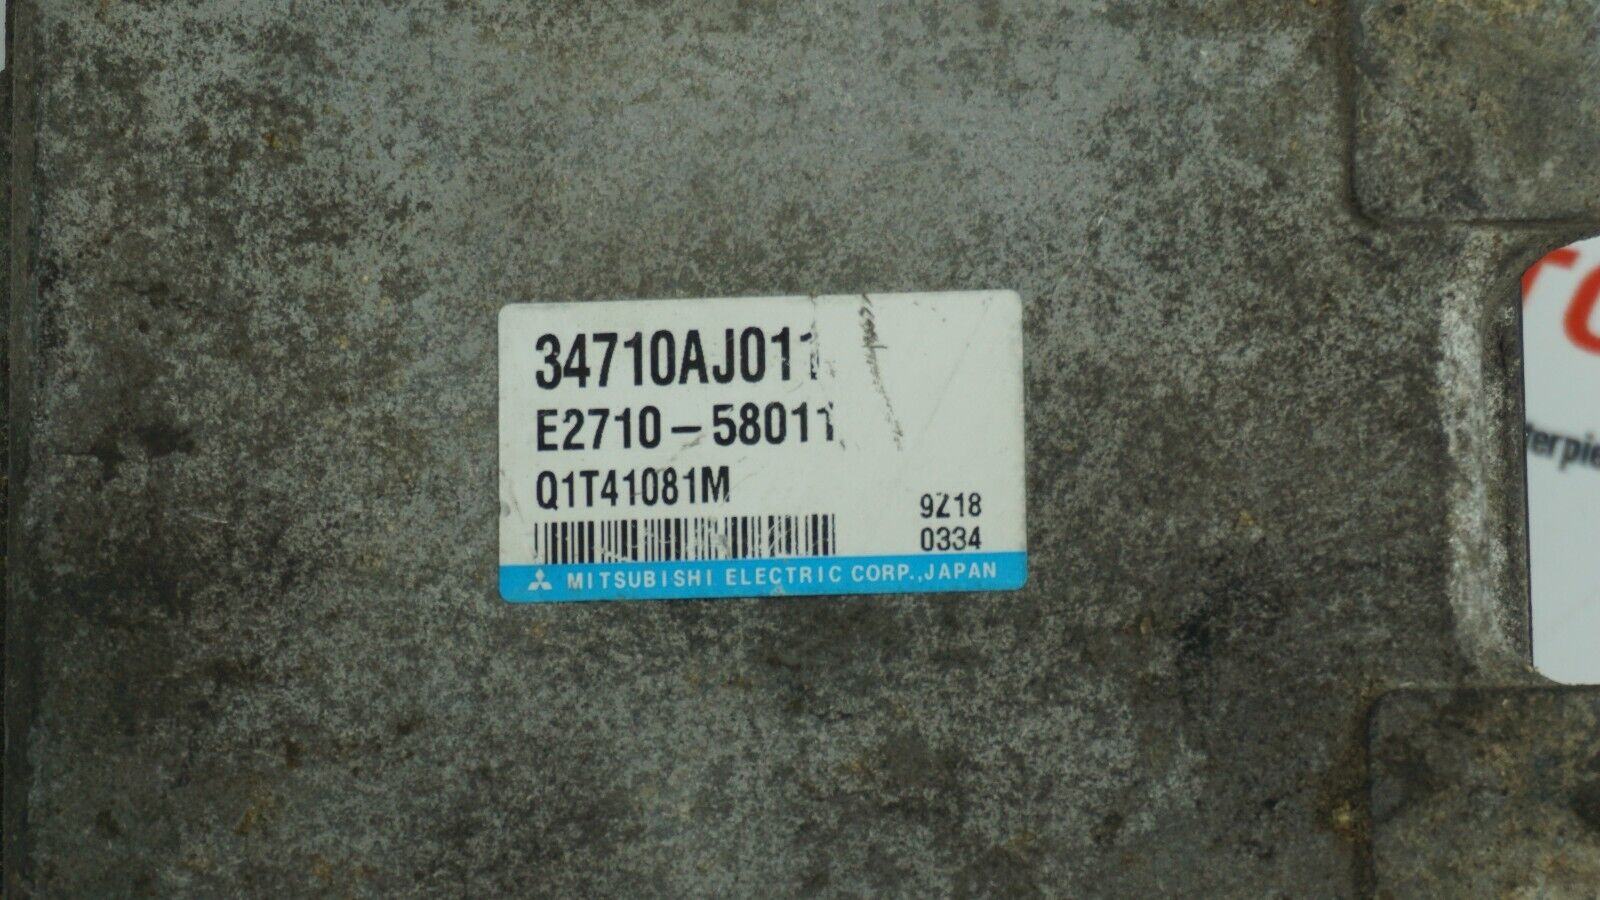 34710AJ011
E2710-58011
Q1T41081M
9Z18
0334
MITSUBISHI ELECTRIC CORP., JAPAN